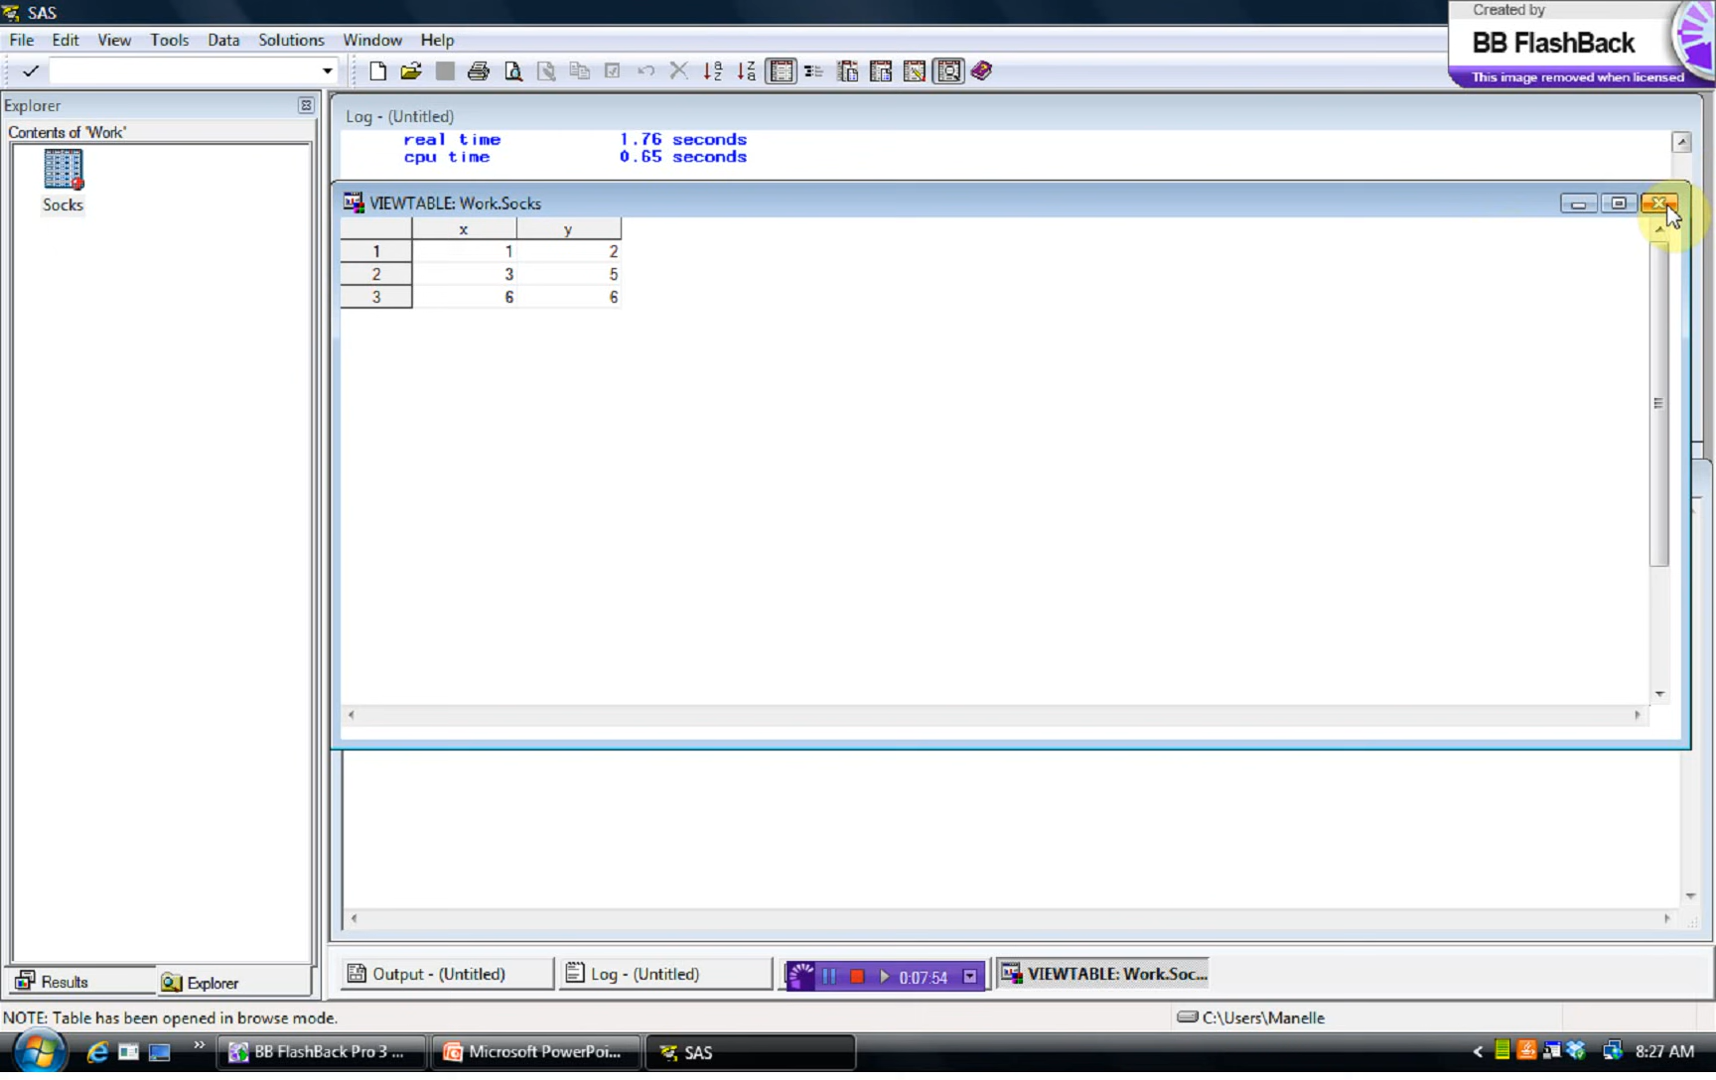 SAS
Created by
BB FlashBack
This image removed when licensed
File Edit View Tools Data Solutions Window Help
Explorer
Contents of 'Work'
Socks
Log - (Untitled)
real time 1.76 seconds
cpu time 0.65 seconds
VIEWTABLE: Work.Socks
x y
1 1 2
2 3 5
3 6 6
Results
Explorer
Output - (Untitled)
Log - (Untitled)
0:07:54
VIEWTABLE: Work.Soc...
NOTE: Table has been opened in browse mode.
C:\Users\Manelle
BB FlashBack Pro 3 ...
Microsoft PowerPoi...
SAS
8:27 AM